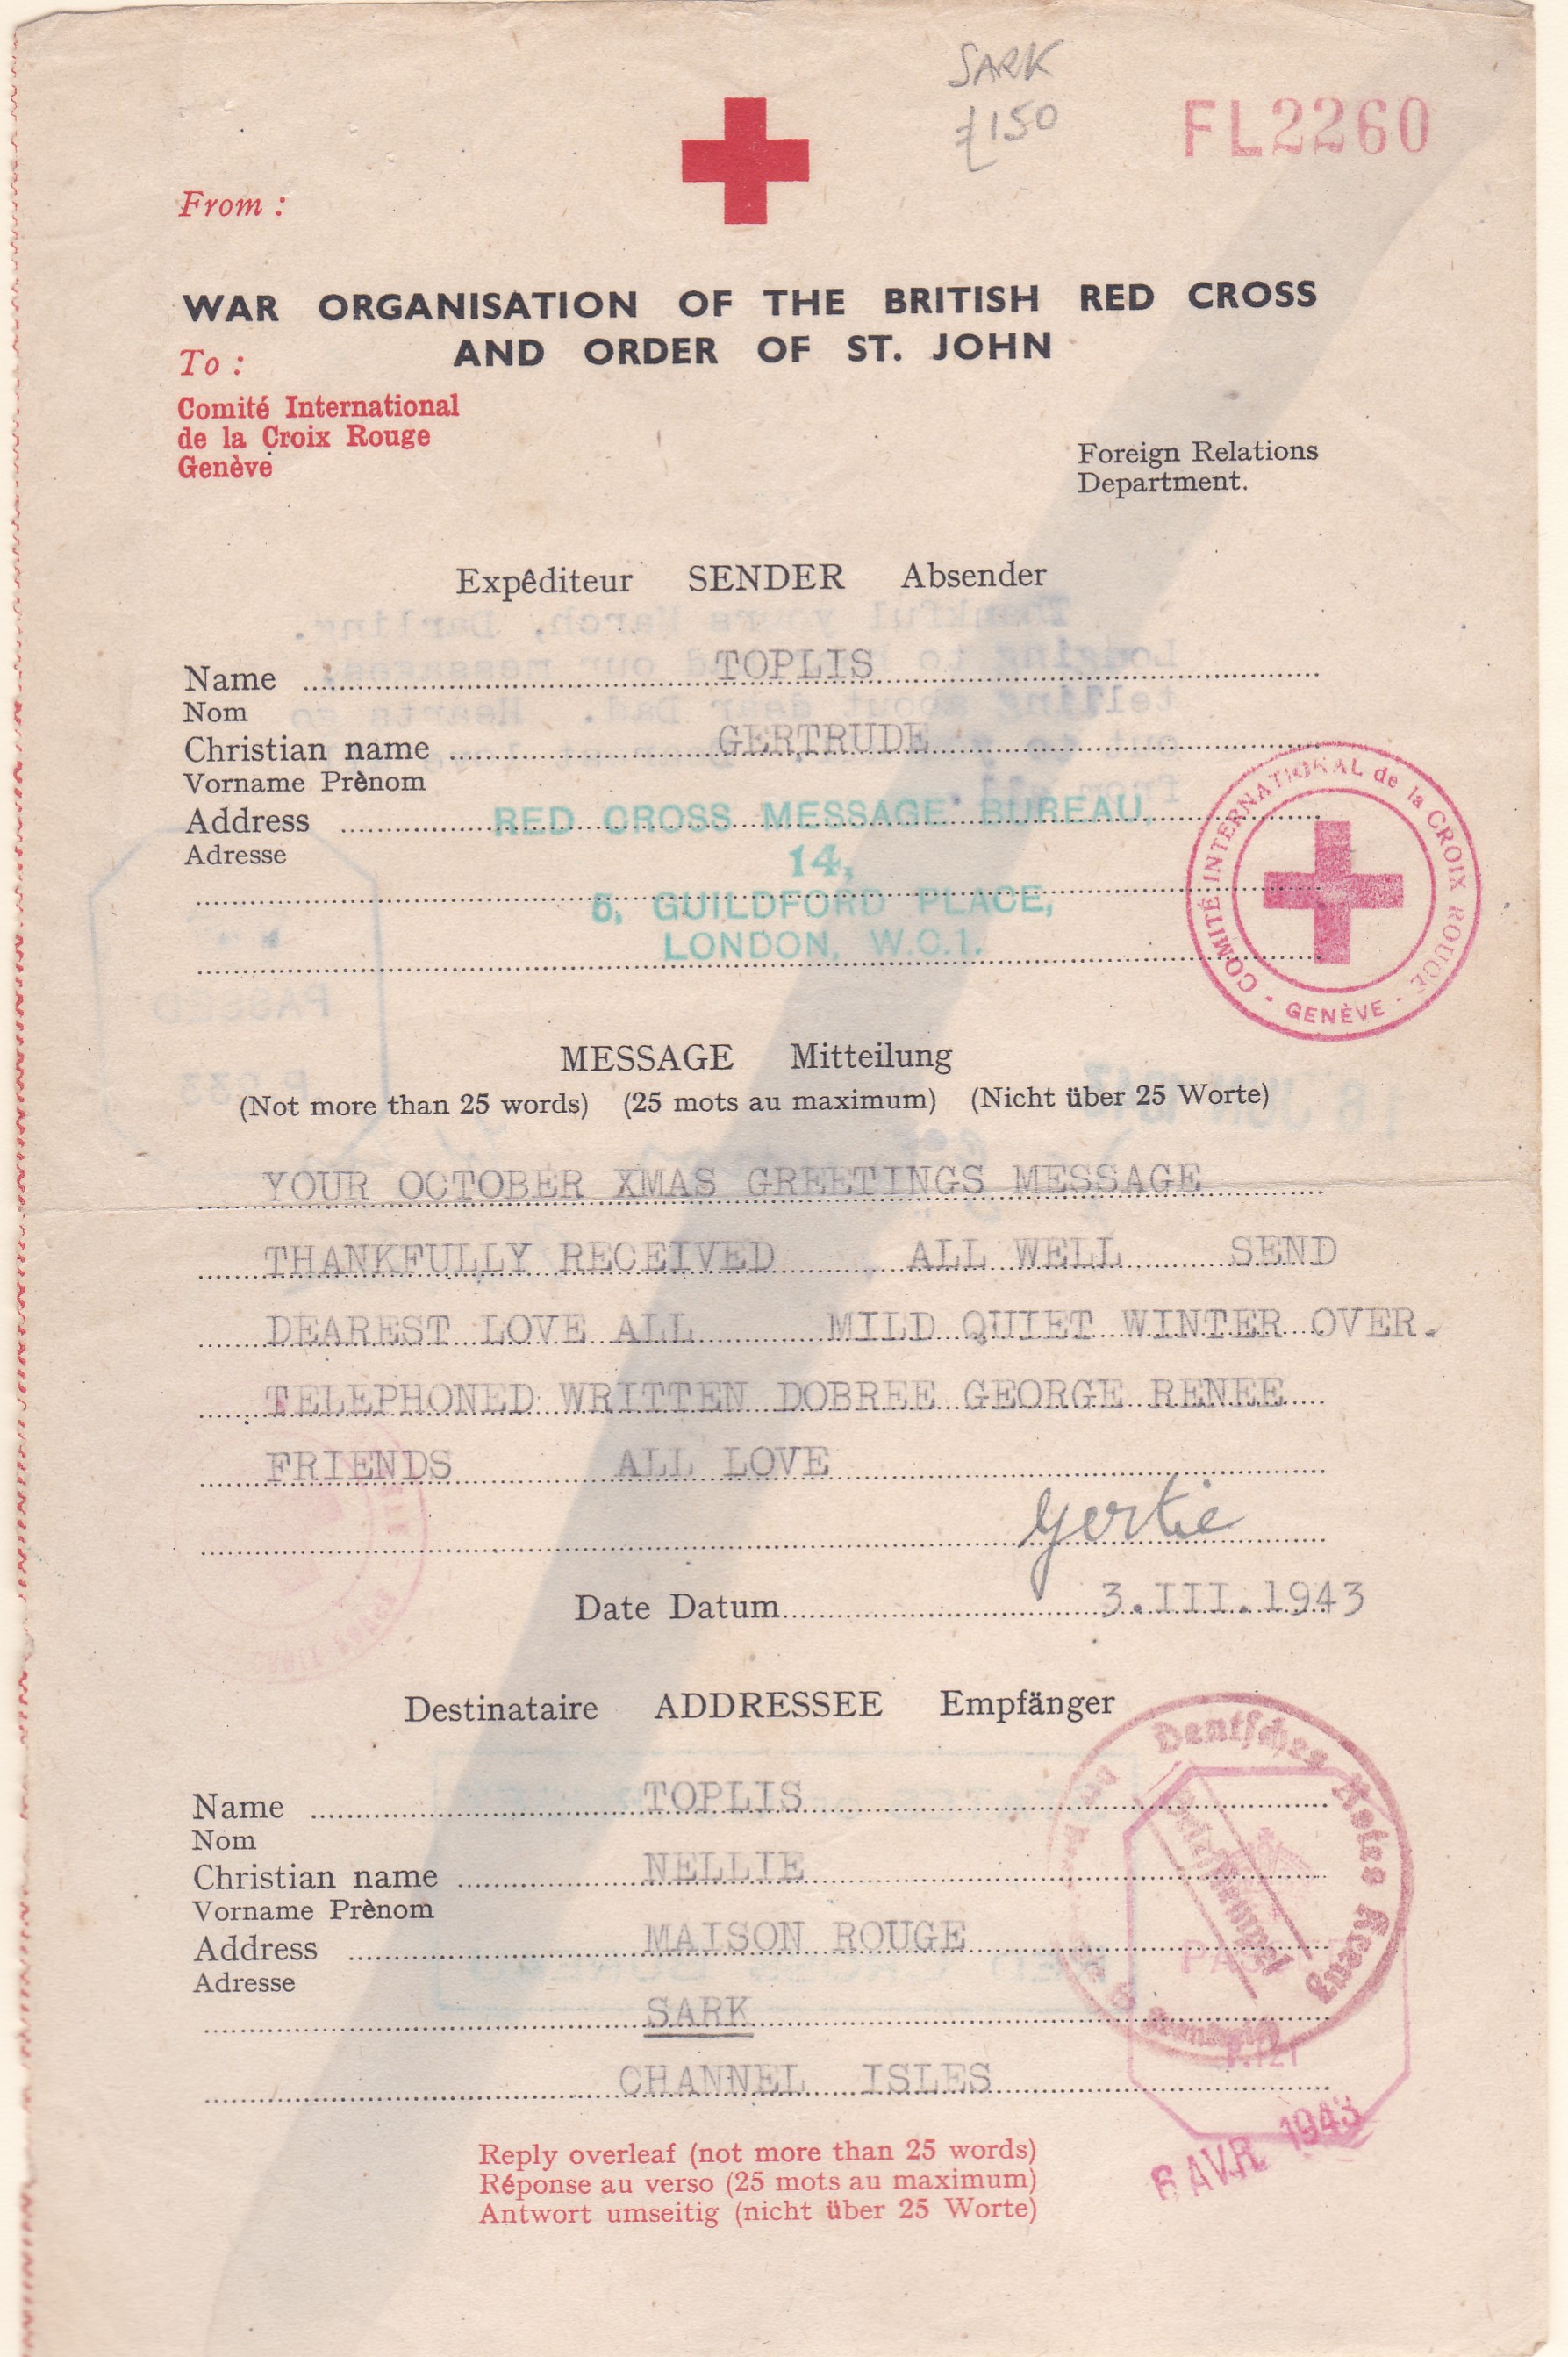 SARK
£150
FL2260
From :
WAR ORGANISATION OF THE BRITISH RED CROSS
AND ORDER OF ST. JOHN
To :
Comité International
de la Croix Rouge
Genève
Foreign Relations
Department.
Expêditeur SENDER Absender
Name TOPLIS
Nom
Christian name GERTRUDE
Vorname Prènom
Address RED CROSS MESSAGE BUREAU,
Adresse 14,
6, GUILDFORD PLACE,
LONDON, W.C.1.
COMITÉ INTERNATIONAL de la CROIX ROUGE - GENÈVE -
MESSAGE Mitteilung
(Not more than 25 words) (25 mots au maximum) (Nicht über 25 Worte)
YOUR OCTOBER XMAS GREETINGS MESSAGE
THANKFULLY RECEIVED ALL WELL SEND
DEAREST LOVE ALL MILD QUIET WINTER OVER.
TELEPHONED WRITTEN DOBREE GEORGE RENEE
FRIENDS ALL LOVE
Gertie
Date Datum 3.III.1943
Destinataire ADDRESSEE Empfänger
Name TOPLIS
Nom
Christian name NELLIE
Vorname Prènom
Address MAISON ROUGE
Adresse
SARK
CHANNEL ISLES
Deutsches Rotes Kreuz
6 AVR. 1943
Reply overleaf (not more than 25 words)
Réponse au verso (25 mots au maximum)
Antwort umseitig (nicht über 25 Worte)